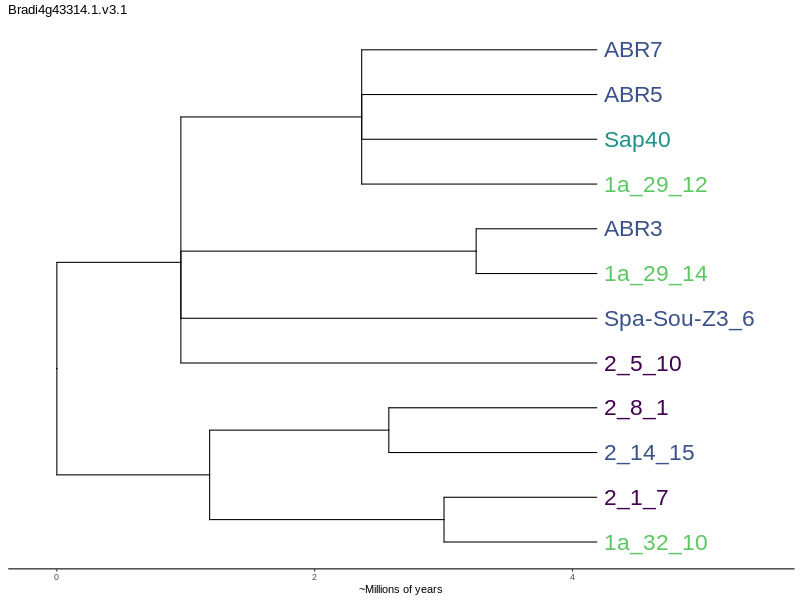 Bradi4g43314.1.v3.1
ABR7
ABR5
Sap40
1a_29_12
ABR3
1a_29_14
Spa-Sou-Z3_6
2_5_10
2_8_1
2_14_15
2_1_7
1a_32_10
0 2 4
~Millions of years